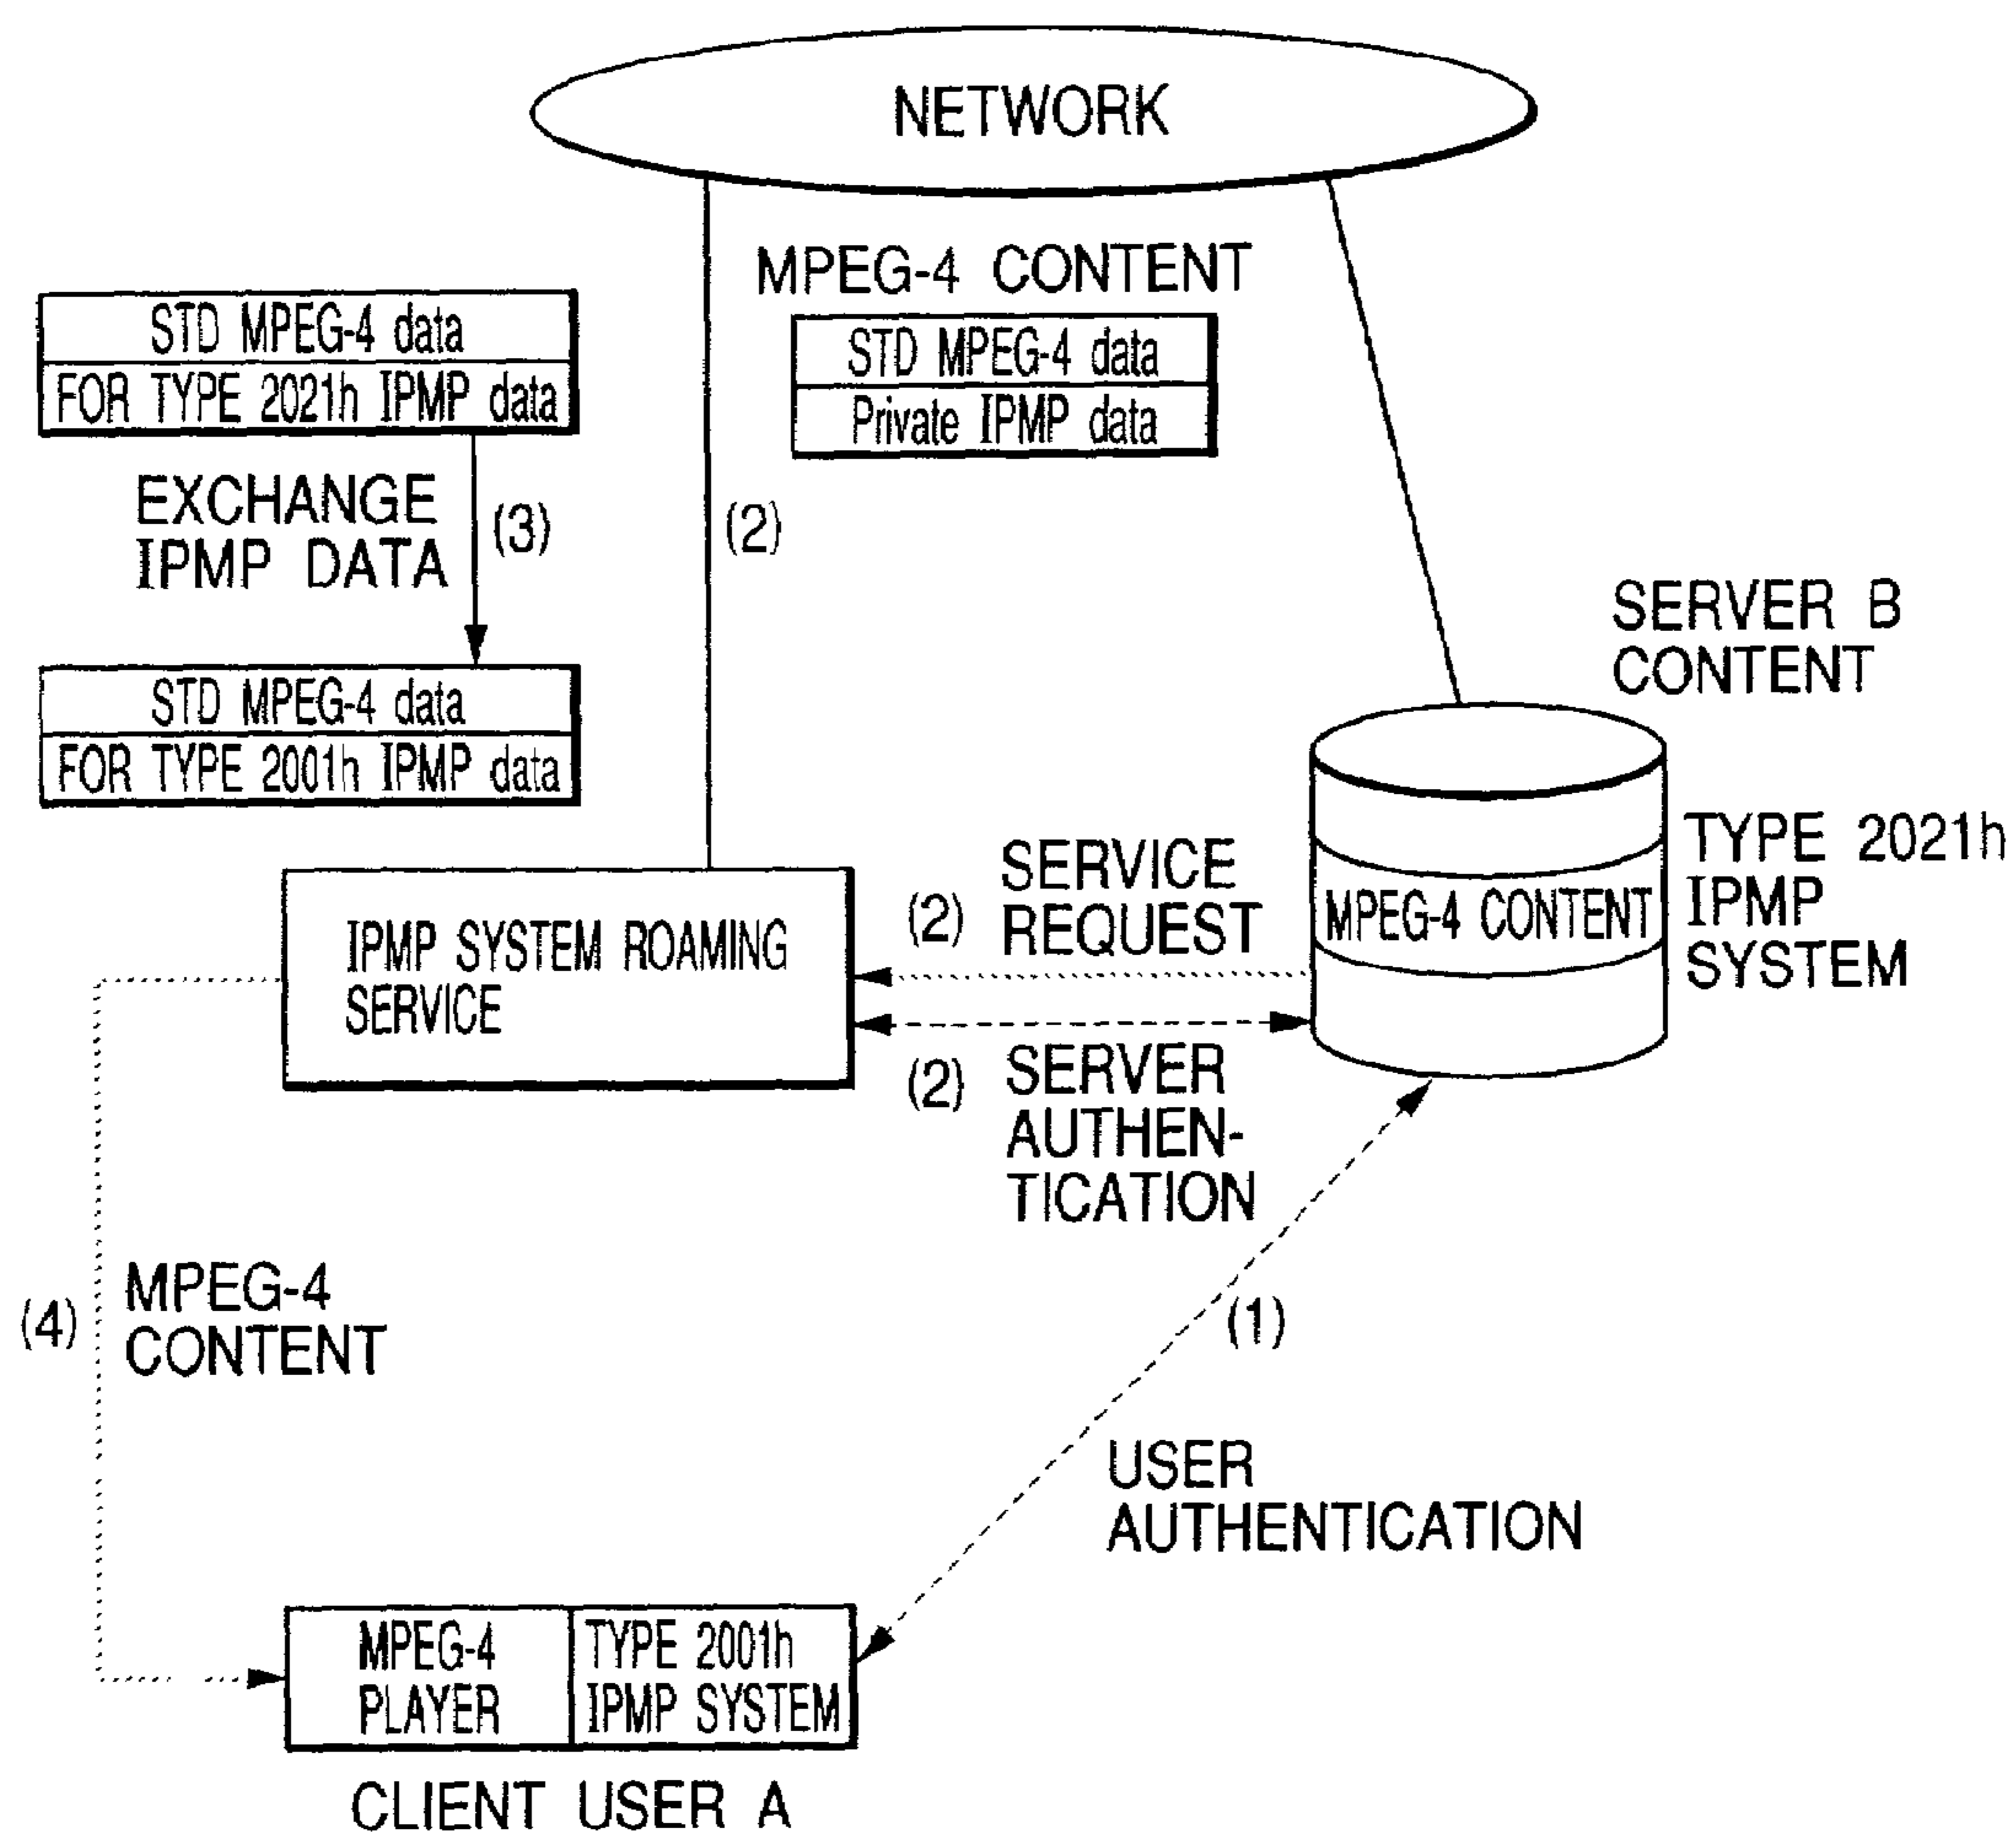 NETWORK
MPEG-4 CONTENT
STD MPEG-4 data
Private IPMP data
STD MPEG-4 data
FOR TYPE 2021h IPMP data
EXCHANGE
IPMP DATA
(3)
(2)
STD MPEG-4 data
FOR TYPE 2001h IPMP data
SERVER B
CONTENT
MPEG-4 CONTENT
TYPE 2021h
IPMP
SYSTEM
IPMP SYSTEM ROAMING
SERVICE
(2)
SERVICE
REQUEST
(2)
SERVER
AUTHEN-
TICATION
(4)
MPEG-4
CONTENT
(1)
USER
AUTHENTICATION
MPEG-4
PLAYER
TYPE 2001h
IPMP SYSTEM
CLIENT USER A